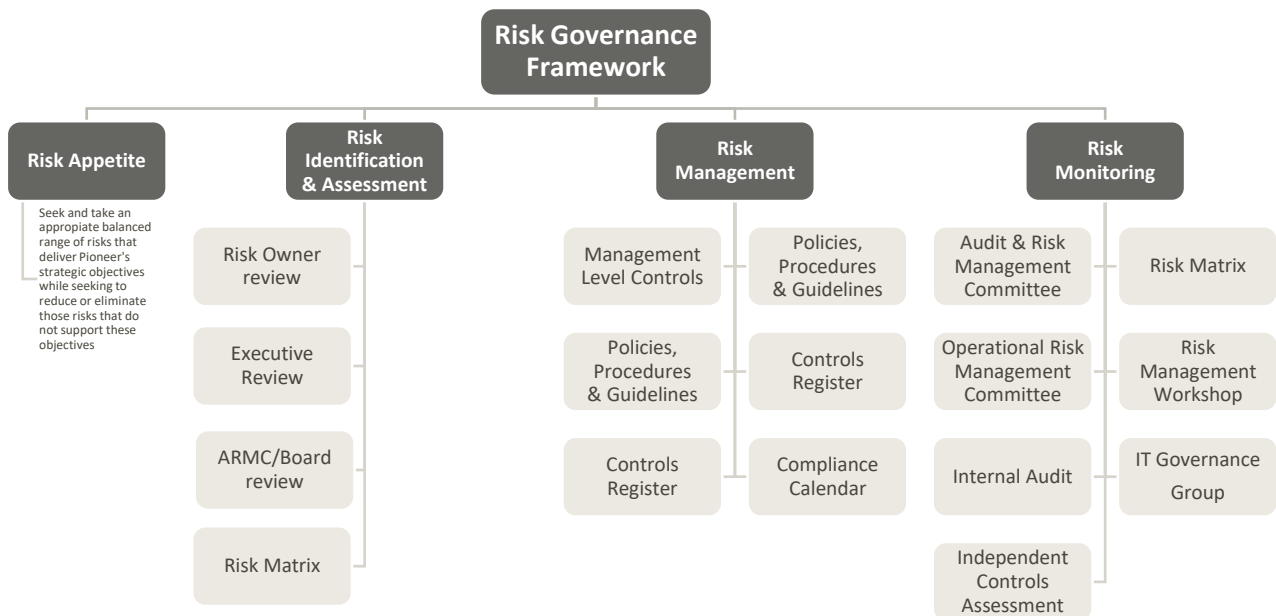 Risk Governance
Framework
Risk Appetite
Seek and take an
appropiate balanced
range of risks that
deliver Pioneer's
strategic objectives
while seeking to
reduce or eliminate
those risks that do
not support these
objectives
Risk
Identification
& Assessment
Risk Owner
review
Executive
Review
ARMC/Board
review
Risk Matrix
Risk
Management
Management
Level Controls
Policies,
Procedures
& Guidelines
Policies,
Procedures
& Guidelines
Controls
Register
Controls
Register
Compliance
Calendar
Risk
Monitoring
Audit & Risk
Management
Committee
Risk Matrix
Operational Risk
Management
Committee
Risk
Management
Workshop
Internal Audit
IT Governance
Group
Independent
Controls
Assessment